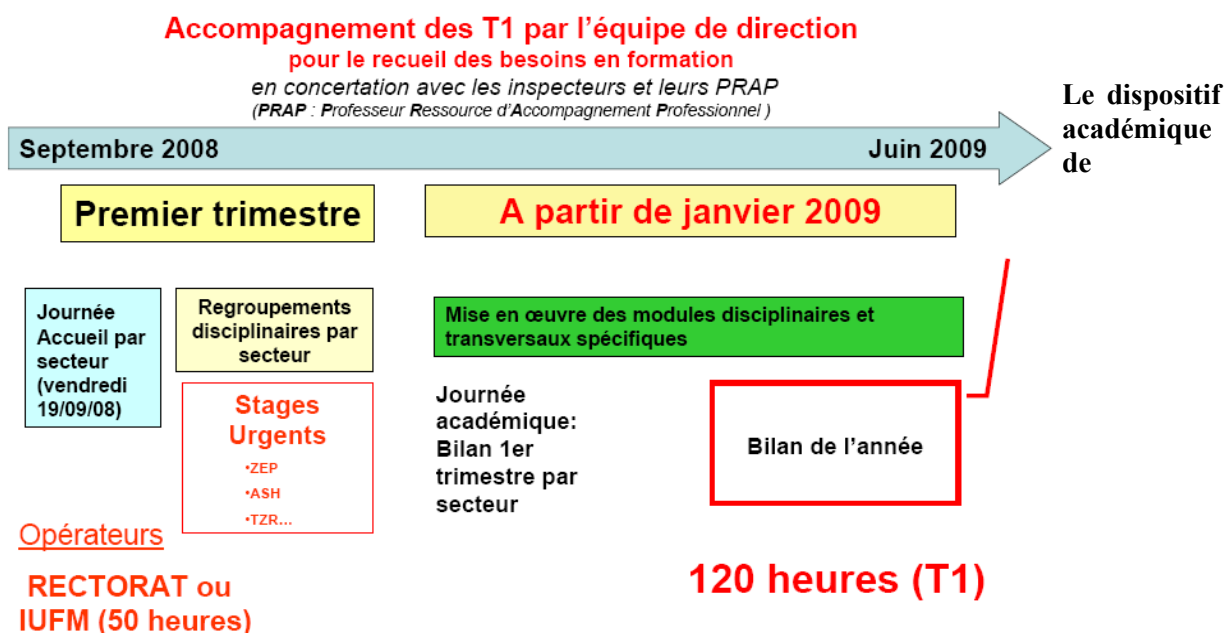 Accompagnement des T1 par l'équipe de direction
pour le recueil des besoins en formation
en concertation avec les inspecteurs et leurs PRAP
(PRAP : Professeur Ressource d'Accompagnement Professionnel )
Le dispositif
académique
de
Septembre 2008
Juin 2009
Premier trimestre
A partir de janvier 2009
Journée
Accueil par
secteur
(vendredi
19/09/08)
Regroupements
disciplinaires par
secteur
Stages
Urgents
•ZEP
•ASH
•TZR...
Mise en œuvre des modules disciplinaires et
transversaux spécifiques
Journée
académique:
Bilan 1er
trimestre par
secteur
Bilan de l'année
Opérateurs
RECTORAT ou
IUFM (50 heures)
120 heures (T1)